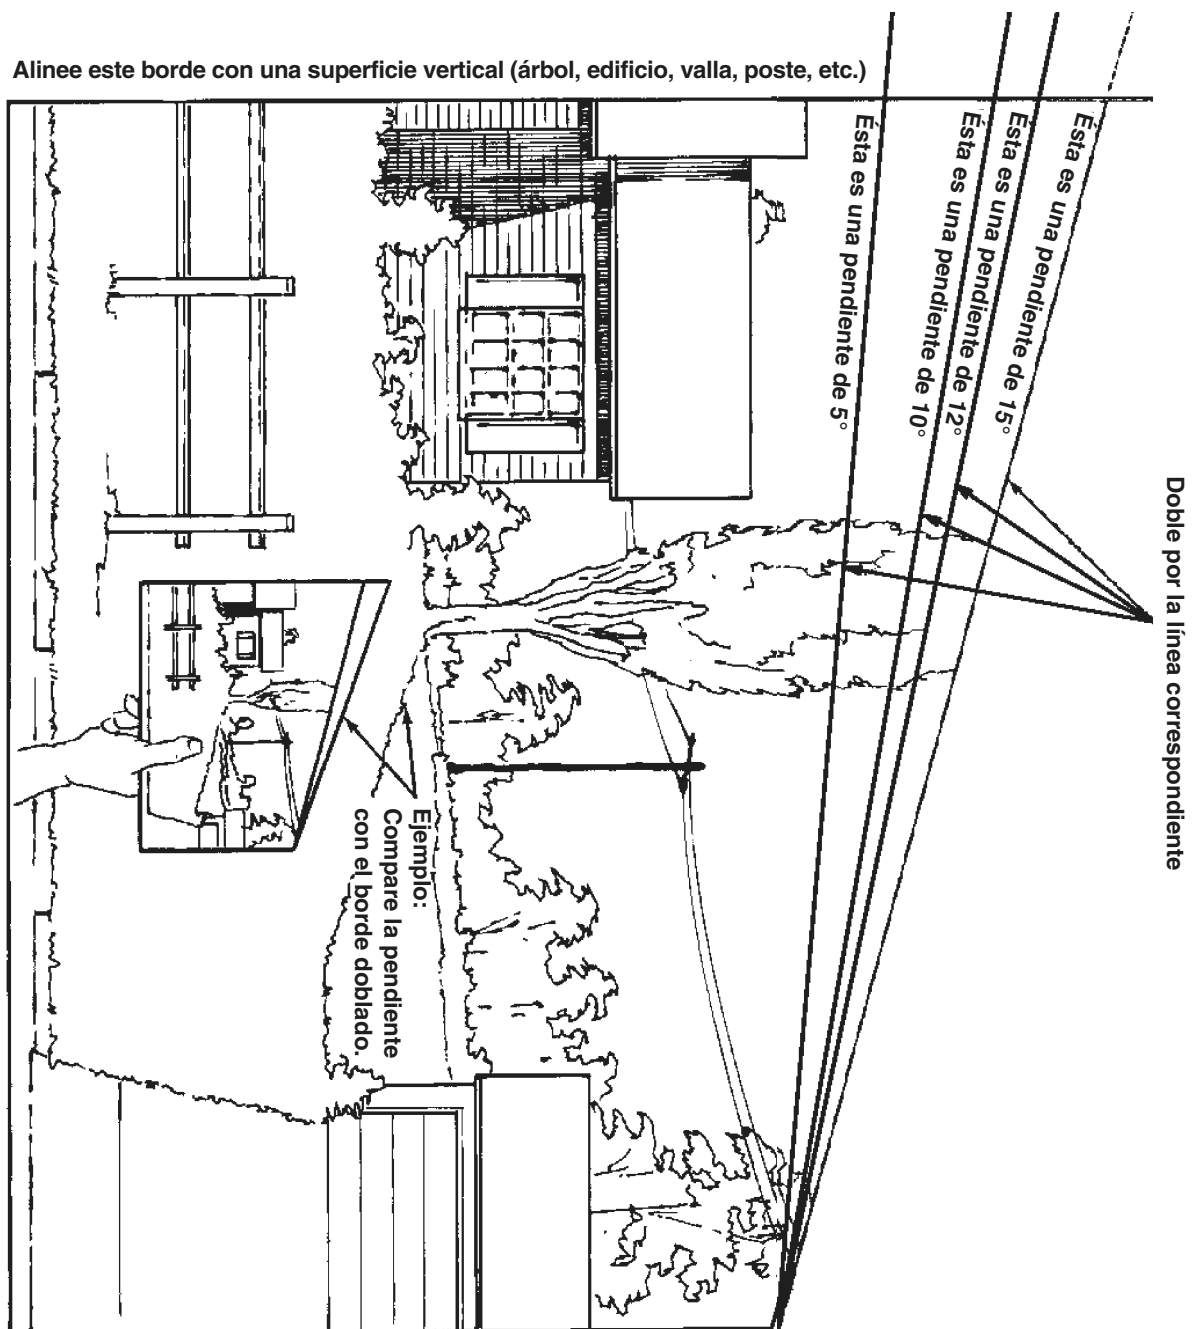 Alinee este borde con una superficie vertical (árbol, edificio, valla, poste, etc.)
Ésta es una pendiente de 5°
Ésta es una pendiente de 10°
Ésta es una pendiente de 12°
Ésta es una pendiente de 15°
Doble por la línea correspondiente
Ejemplo:
Compare la pendiente
con el borde doblado.